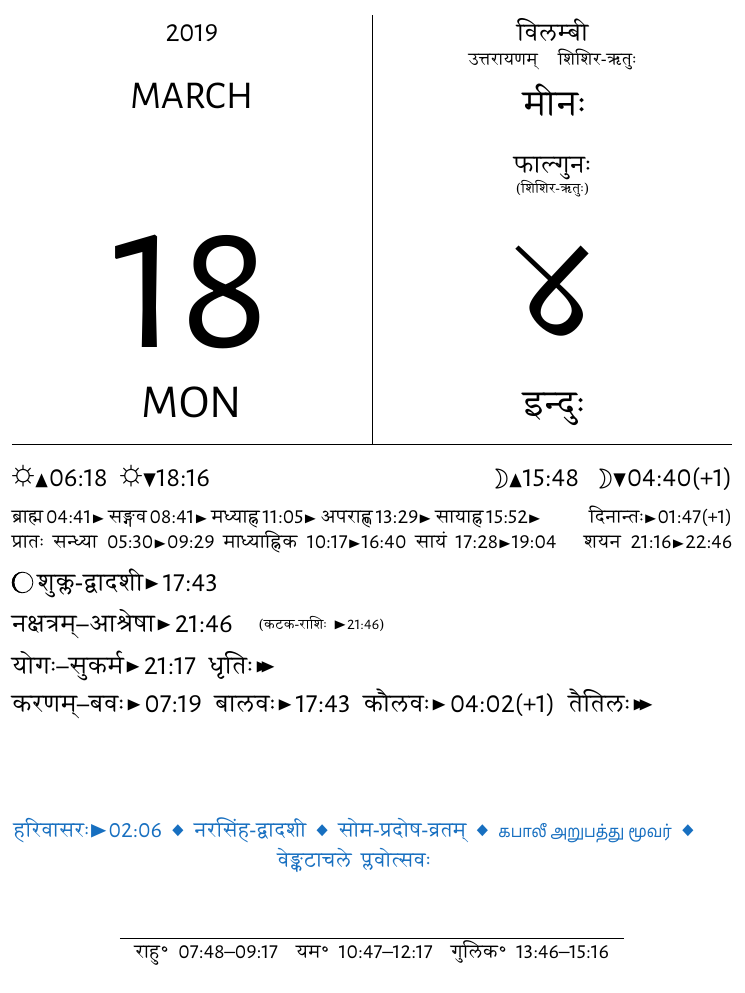 2019
MARCH
18
MON
विलम्बी
उत्तरायणम् शिशिर-ऋतुः
मीनः
फाल्गुनः
(शिशिर-ऋतुः)
४
इन्दुः
☼▲06:18 ☼▼18:16 ☽▲15:48 ☽▼04:40(+1)
ब्राह्म 04:41► सङ्गव 08:41► मध्याह्न 11:05► अपराह्ण 13:29► सायाह्न 15:52► दिनान्तः►01:47(+1)
प्रातः सन्ध्या 05:30►09:29 माध्याह्निक 10:17►16:40 सायं 17:28►19:04 शयन 21:16►22:46
शुक्ल-द्वादशी►17:43
नक्षत्रम्–आश्रेषा►21:46 (कटक-राशिः ►21:46)
योगः–सुकर्म►21:17 धृतिः►►
करणम्–बवः►07:19 बालवः►17:43 कौलवः►04:02(+1) तैतिलः►►
हरिवासरः►02:06 ◆ नरसिंह-द्वादशी ◆ सोम-प्रदोष-व्रतम् ◆ கபாலீ அறுபத்து மூவர் ◆
वेङ्कटाचले प्लवोत्सवः
राहु॰ 07:48–09:17 यम॰ 10:47–12:17 गुलिक॰ 13:46–15:16